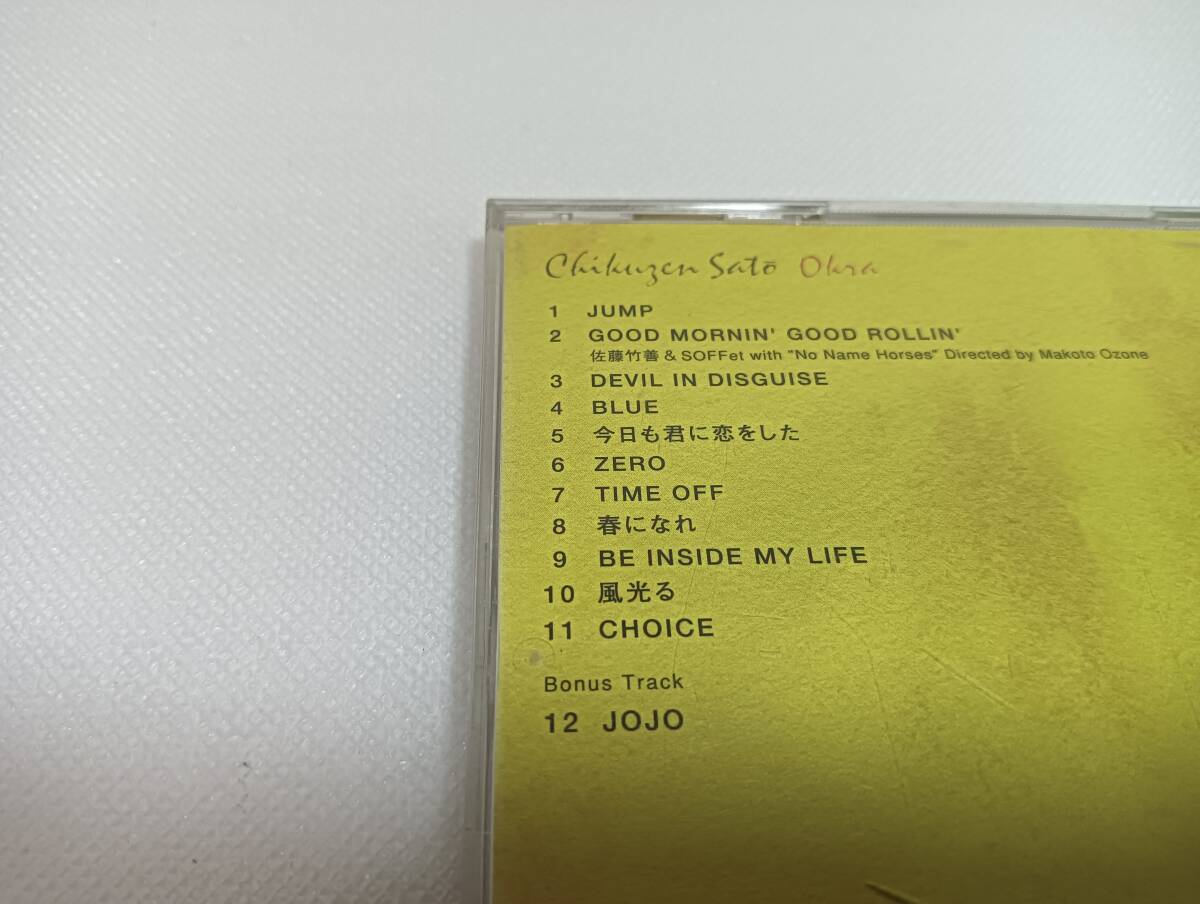 Chikuzen Satō Okra
1 JUMP
2 GOOD MORNIN' GOOD ROLLIN'
佐藤竹善 & SOFFet with "No Name Horses" Directed by Makoto Ozone
3 DEVIL IN DISGUISE
4 BLUE
5 今日も君に恋をした
6 ZERO
7 TIME OFF
8 春になれ
9 BE INSIDE MY LIFE
10 風光る
11 CHOICE
Bonus Track
12 JOJO